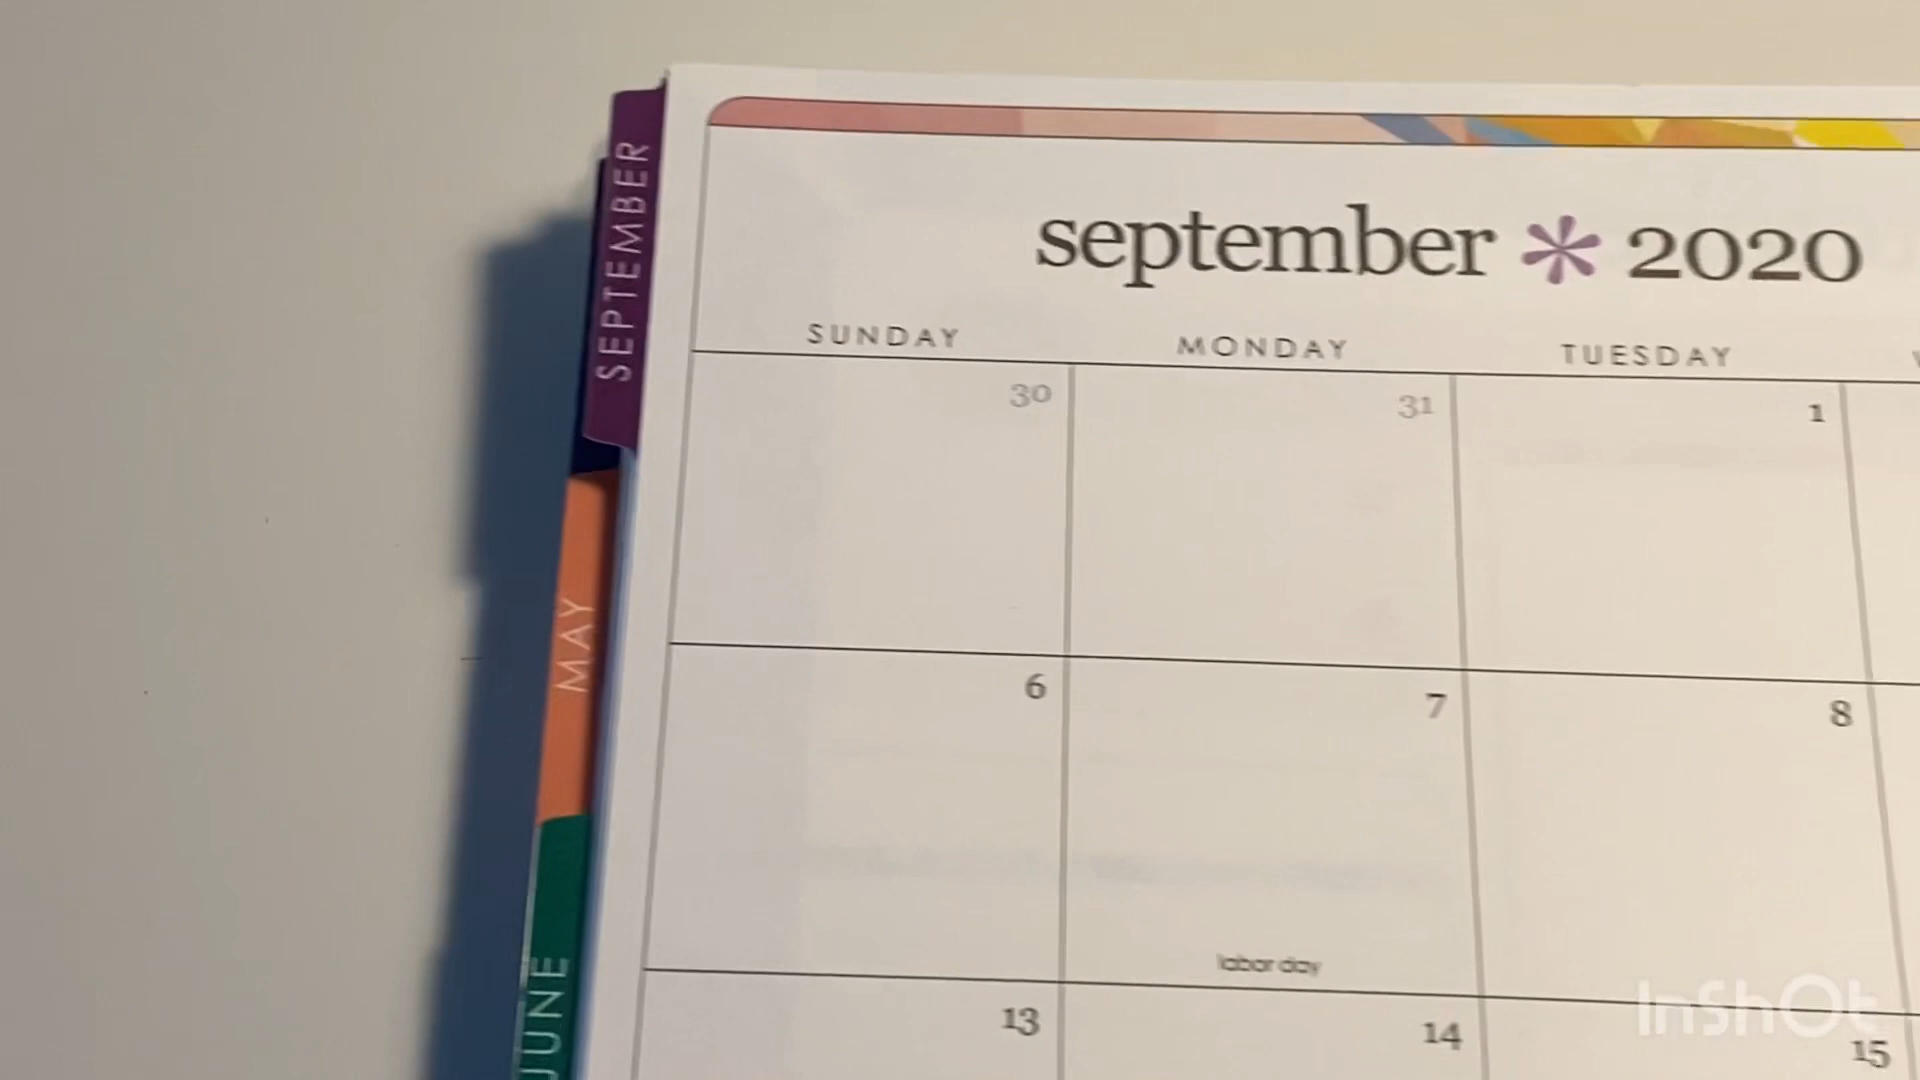 SEPTEMBER
MAY
JUNE
september * 2020
SUNDAY MONDAY TUESDAY
30 31 1
6 7 8
labor day
13 14 15
InShOt